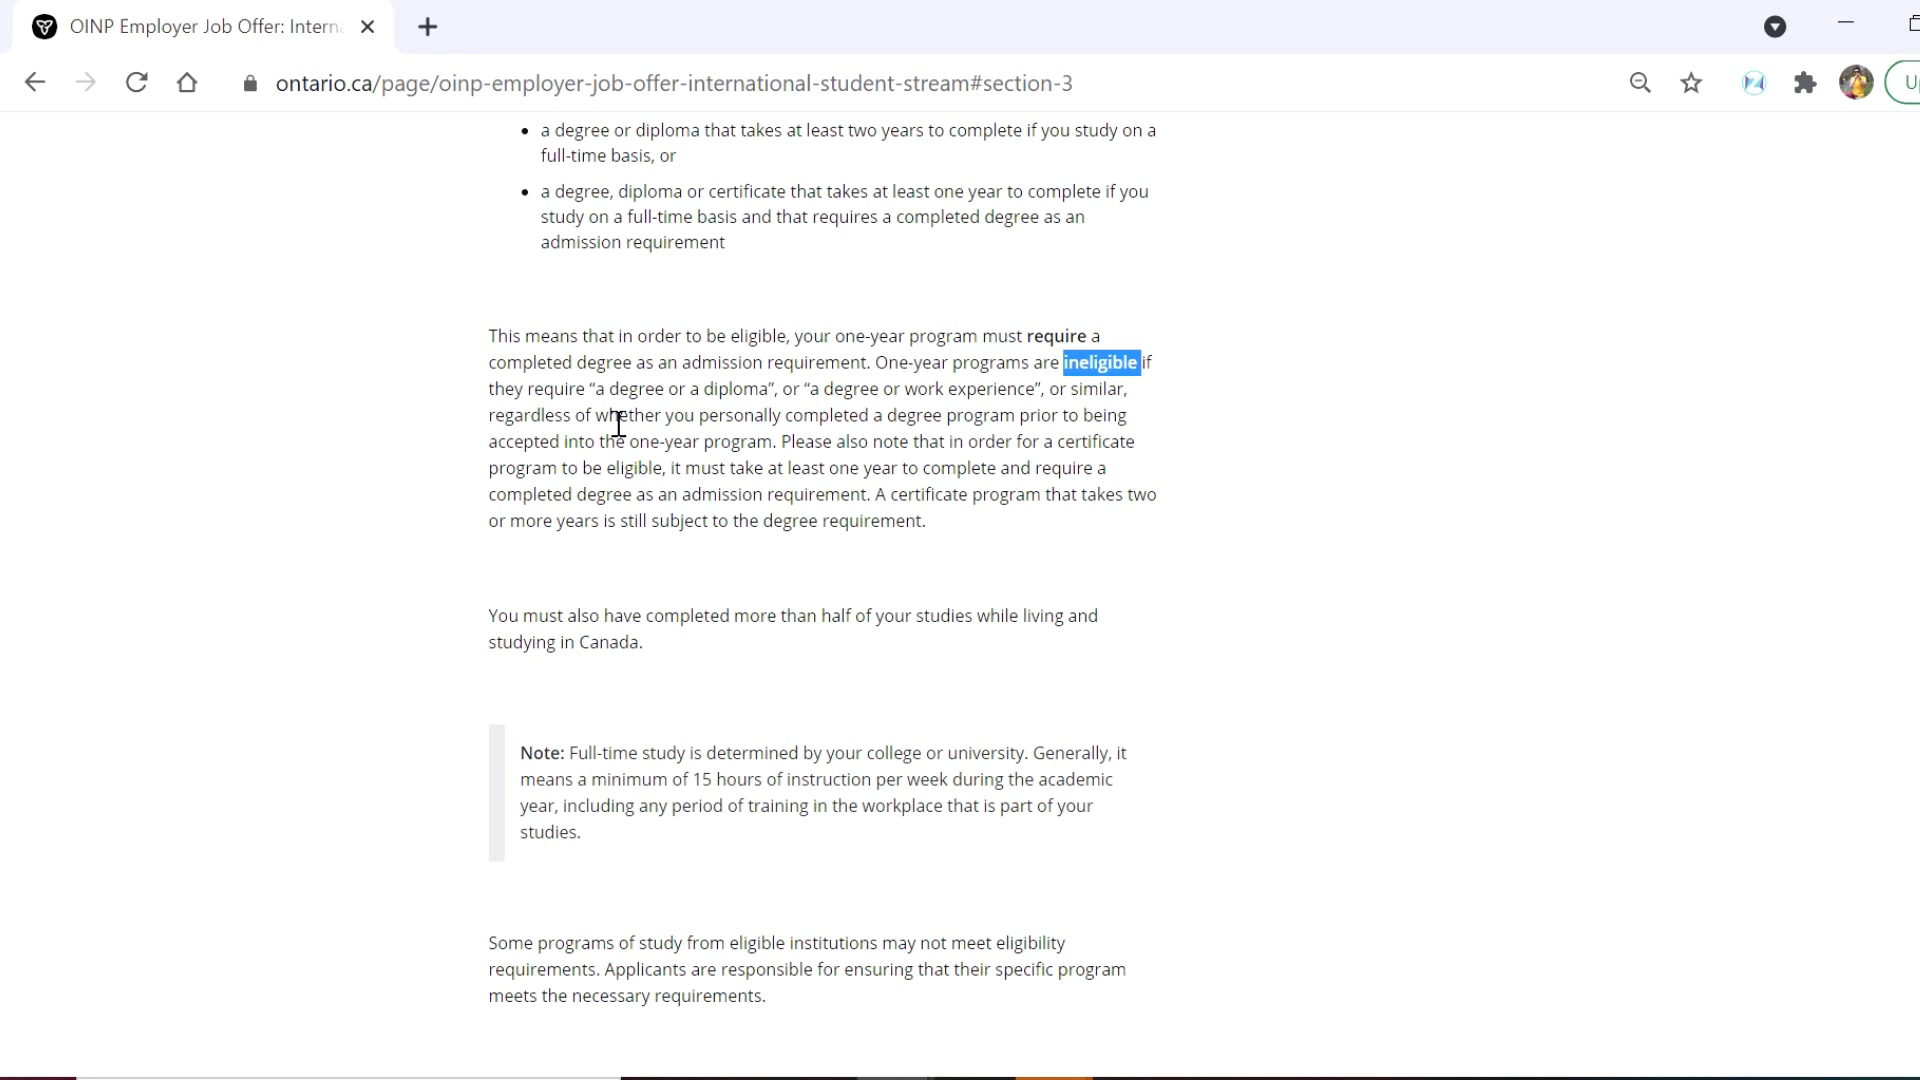 OINP Employer Job Offer: Intern
ontario.ca/page/oinp-employer-job-offer-international-student-stream#section-3
a degree or diploma that takes at least two years to complete if you study on a
full-time basis, or
a degree, diploma or certificate that takes at least one year to complete if you
study on a full-time basis and that requires a completed degree as an
admission requirement
This means that in order to be eligible, your one-year program must require a
completed degree as an admission requirement. One-year programs are ineligible if
they require “a degree or a diploma”, or “a degree or work experience”, or similar,
regardless of whether you personally completed a degree program prior to being
accepted into the one-year program. Please also note that in order for a certificate
program to be eligible, it must take at least one year to complete and require a
completed degree as an admission requirement. A certificate program that takes two
or more years is still subject to the degree requirement.
You must also have completed more than half of your studies while living and
studying in Canada.
Note: Full-time study is determined by your college or university. Generally, it
means a minimum of 15 hours of instruction per week during the academic
year, including any period of training in the workplace that is part of your
studies.
Some programs of study from eligible institutions may not meet eligibility
requirements. Applicants are responsible for ensuring that their specific program
meets the necessary requirements.